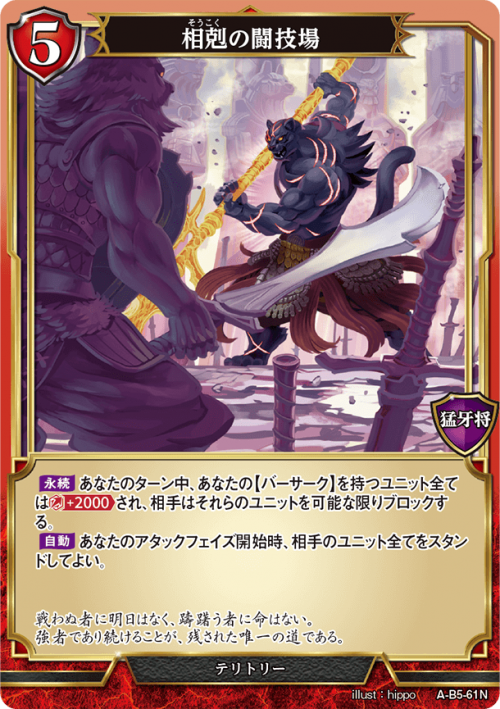 5
そうこく
相剋の闘技場
猛牙将
永続 あなたのターン中、あなたの【バーサーク】を持つユニット全て
は+2000され、相手はそれらのユニットを可能な限りブロックす
る。
自動 あなたのアタックフェイズ開始時、相手のユニット全てをスタン
ドしてよい。
戦わぬ者に明日はなく、躊躇う者に命はない。
強者であり続けることが、残された唯一の道である。
テリトリー
illust：hippo A-B5-61N